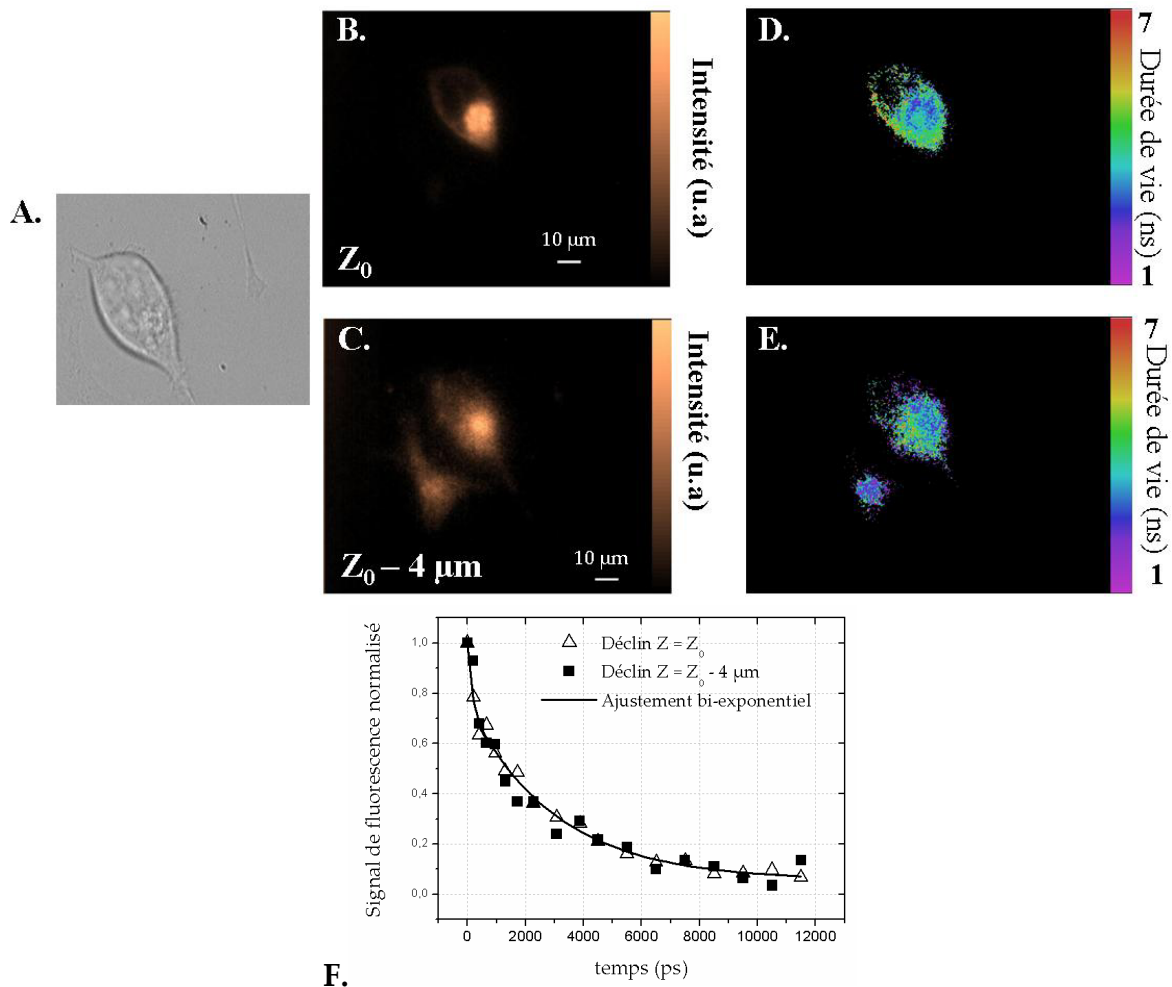 A.
B.
Z0
10 µm
Intensité (u.a)
D.
7
Durée de vie (ns)
1
C.
Z0 – 4 µm
10 µm
Intensité (u.a)
E.
7
Durée de vie (ns)
1
Signal de fluorescence normalisé
1,0
0,8
0,6
0,4
0,2
0,0
Déclin Z = Z0
Déclin Z = Z0 - 4 µm
Ajustement bi-exponentiel
0
2000
4000
6000
8000
10000
12000
temps (ps)
F.